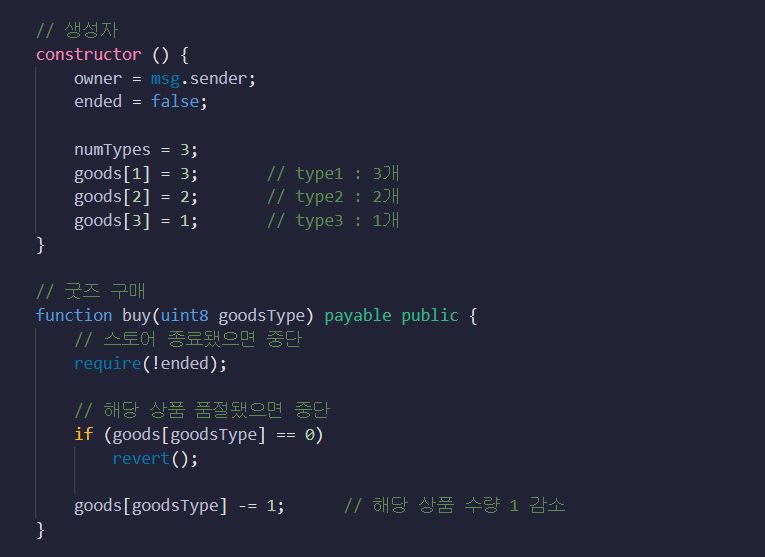 // 생성자
constructor () {
owner = msg.sender;
ended = false;
numTypes = 3;
goods[1] = 3; // type1 : 3개
goods[2] = 2; // type2 : 2개
goods[3] = 1; // type3 : 1개
}
// 굿즈 구매
function buy(uint8 goodsType) payable public {
// 스토어 종료됐으면 중단
require(!ended);
// 해당 상품 품절됐으면 중단
if (goods[goodsType] == 0)
revert();
goods[goodsType] -= 1; // 해당 상품 수량 1 감소
}